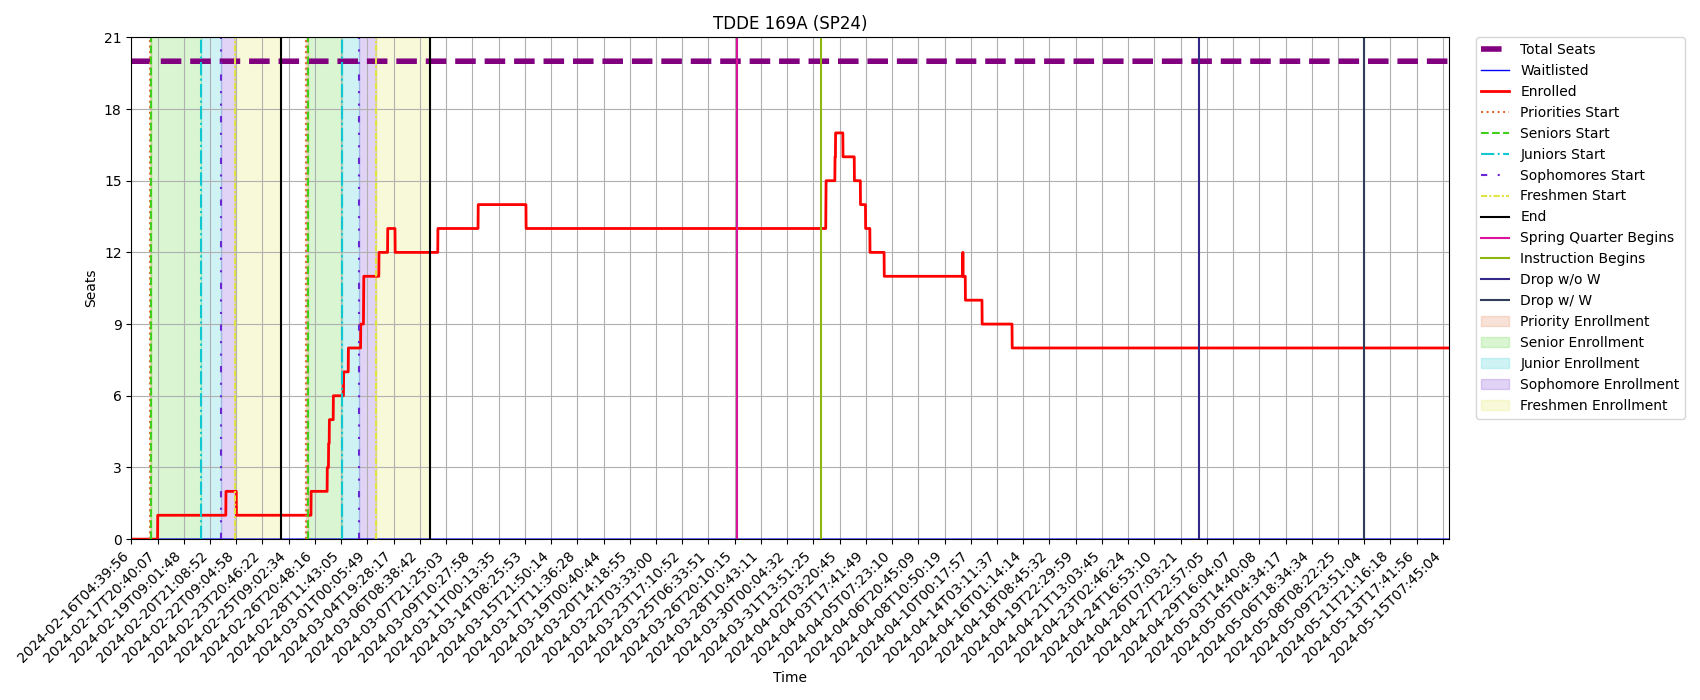 TDDE 169A (SP24)
Seats
21
18
15
12
9
6
3
0
2024-02-16T04:39:56
2024-02-17T20:40:07
2024-02-19T09:01:48
2024-02-20T21:08:52
2024-02-22T09:04:58
2024-02-23T20:46:22
2024-02-25T09:02:34
2024-02-26T20:48:16
2024-02-28T11:43:05
2024-03-01T00:05:49
2024-03-04T19:28:17
2024-03-06T08:38:42
2024-03-07T21:25:03
2024-03-09T10:27:58
2024-03-11T00:13:35
2024-03-14T08:25:53
2024-03-15T21:50:14
2024-03-17T11:36:28
2024-03-19T00:40:44
2024-03-20T14:18:55
2024-03-22T03:33:00
2024-03-23T17:10:52
2024-03-25T06:33:51
2024-03-26T20:10:15
2024-03-28T10:43:11
2024-03-30T00:04:32
2024-03-31T13:51:25
2024-04-02T03:20:45
2024-04-03T17:41:49
2024-04-05T07:23:10
2024-04-06T20:45:09
2024-04-08T10:50:19
2024-04-10T00:17:57
2024-04-14T03:11:37
2024-04-16T01:14:14
2024-04-18T08:45:32
2024-04-19T22:29:59
2024-04-21T13:03:45
2024-04-23T02:46:24
2024-04-24T16:53:10
2024-04-26T07:03:21
2024-04-27T22:57:05
2024-04-29T16:04:07
2024-05-03T14:40:08
2024-05-05T04:34:17
2024-05-06T18:34:34
2024-05-08T08:22:25
2024-05-09T23:51:04
2024-05-11T21:16:18
2024-05-13T17:41:56
2024-05-15T07:45:04
Time
Total Seats
Waitlisted
Enrolled
Priorities Start
Seniors Start
Juniors Start
Sophomores Start
Freshmen Start
End
Spring Quarter Begins
Instruction Begins
Drop w/o W
Drop w/ W
Priority Enrollment
Senior Enrollment
Junior Enrollment
Sophomore Enrollment
Freshmen Enrollment